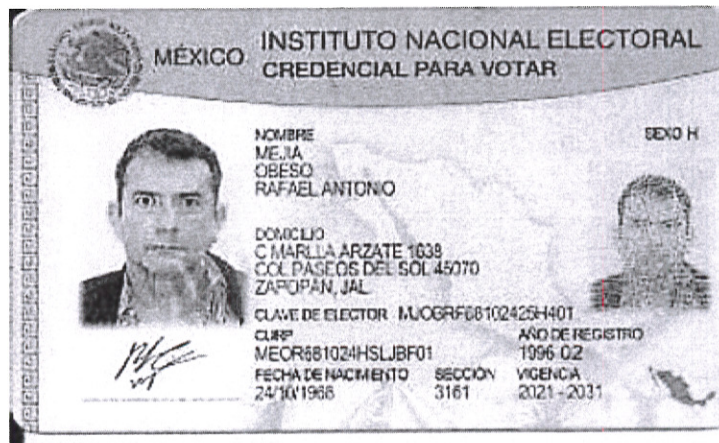 MÉXICO INSTITUTO NACIONAL ELECTORAL
CREDENCIAL PARA VOTAR
NOMBRE SEXO H
MEJIA
OBESO
RAFAEL ANTONIO
DOMICILIO
C MARLLA ARZATE 1638
COL PASEOS DEL SOL 45070
ZAPOPAN, JAL.
CLAVE DE ELECTOR MJOBRF68102425H401
CURP AÑO DE REGISTRO
MEOR681024HSLJBF01 1996 02
FECHA DE NACIMIENTO SECCIÓN VIGENCIA
24/10/1968 3161 2021 - 2031